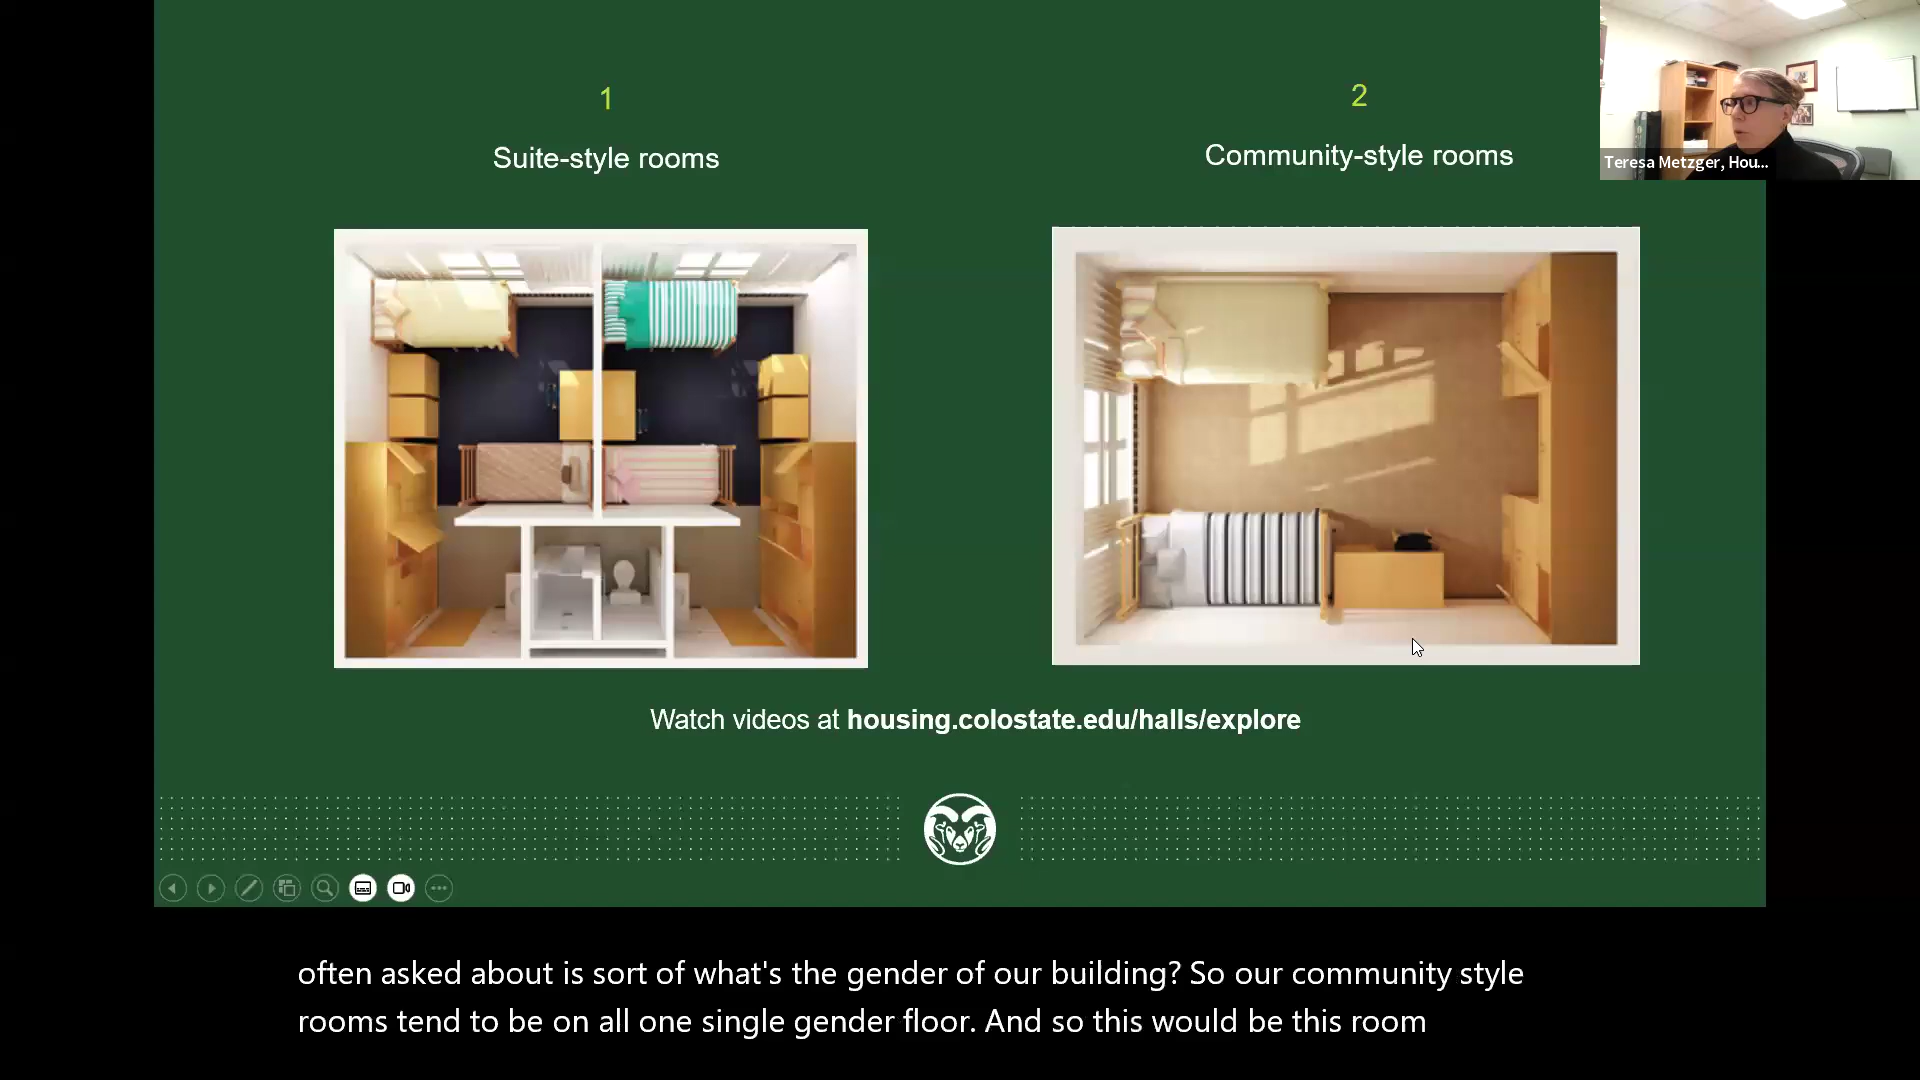 1
Suite-style rooms
2
Community-style rooms
Teresa Metzger, Hou...
Watch videos at housing.colostate.edu/halls/explore
often asked about is sort of what's the gender of our building? So our community style
rooms tend to be on all one single gender floor. And so this would be this room